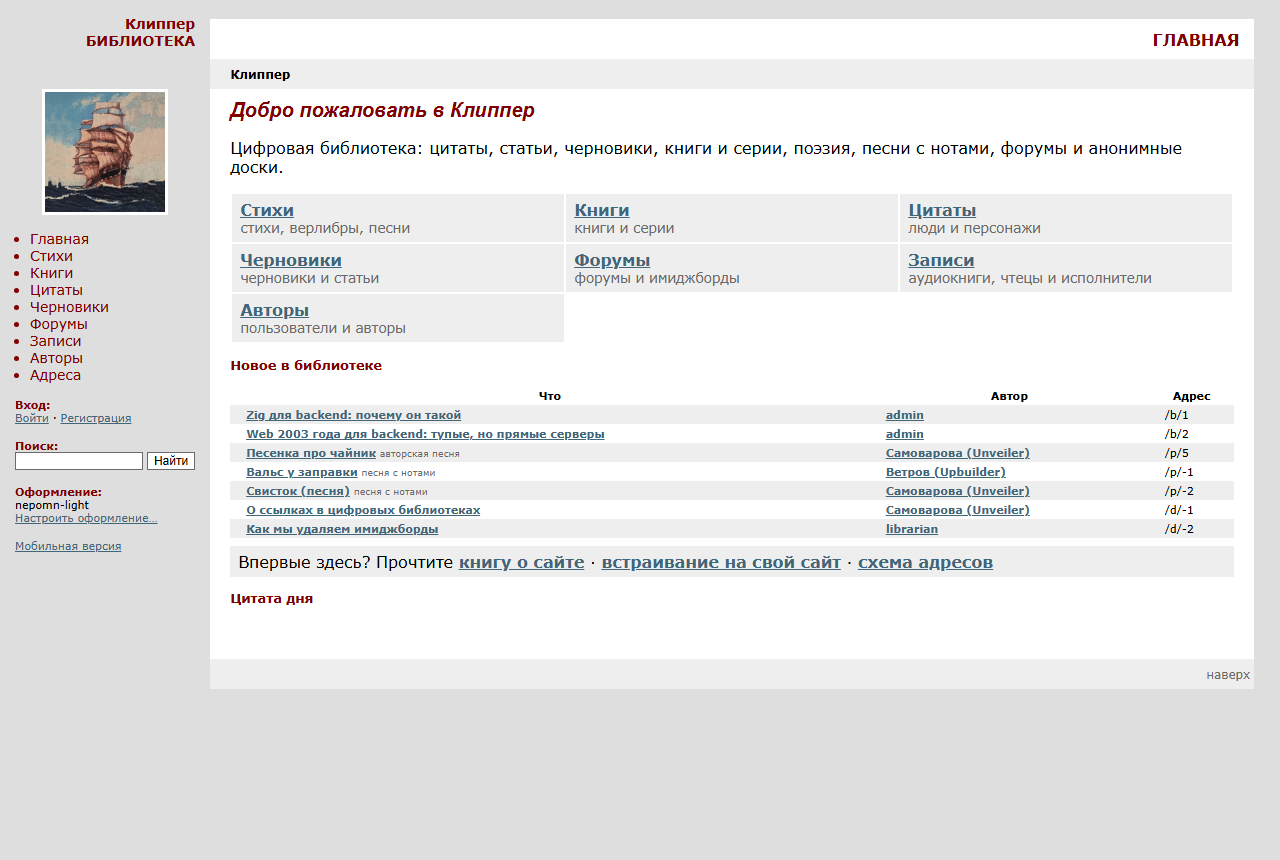 Клиппер
БИБЛИОТЕКА
Главная
Стихи
Книги
Цитаты
Черновики
Форумы
Записи
Авторы
Адреса
Вход:
Войти · Регистрация
Поиск:
Найти
Оформление:
nepomn-light
Настроить оформление...
Мобильная версия
ГЛАВНАЯ
Клиппер
Добро пожаловать в Клиппер
Цифровая библиотека: цитаты, статьи, черновики, книги и серии, поэзия, песни с нотами, форумы и анонимные
доски.
Стихи
стихи, верлибры, песни
Книги
книги и серии
Цитаты
люди и персонажи
Черновики
черновики и статьи
Форумы
форумы и имиджборды
Записи
аудиокниги, чтецы и исполнители
Авторы
пользователи и авторы
Новое в библиотеке
Что Автор Адрес
Zig для backend: почему он такой admin /b/1
Web 2003 года для backend: тупые, но прямые серверы admin /b/2
Песенка про чайник авторская песня Самоварова (Unveiler) /p/5
Вальс у заправки песня с нотами Ветров (Upbuilder) /p/-1
Свисток (песня) песня с нотами Самоварова (Unveiler) /p/-2
О ссылках в цифровых библиотеках Самоварова (Unveiler) /d/-1
Как мы удаляем имиджборды librarian /d/-2
Впервые здесь? Прочтите книгу о сайте · встраивание на свой сайт · схема адресов
Цитата дня
наверх